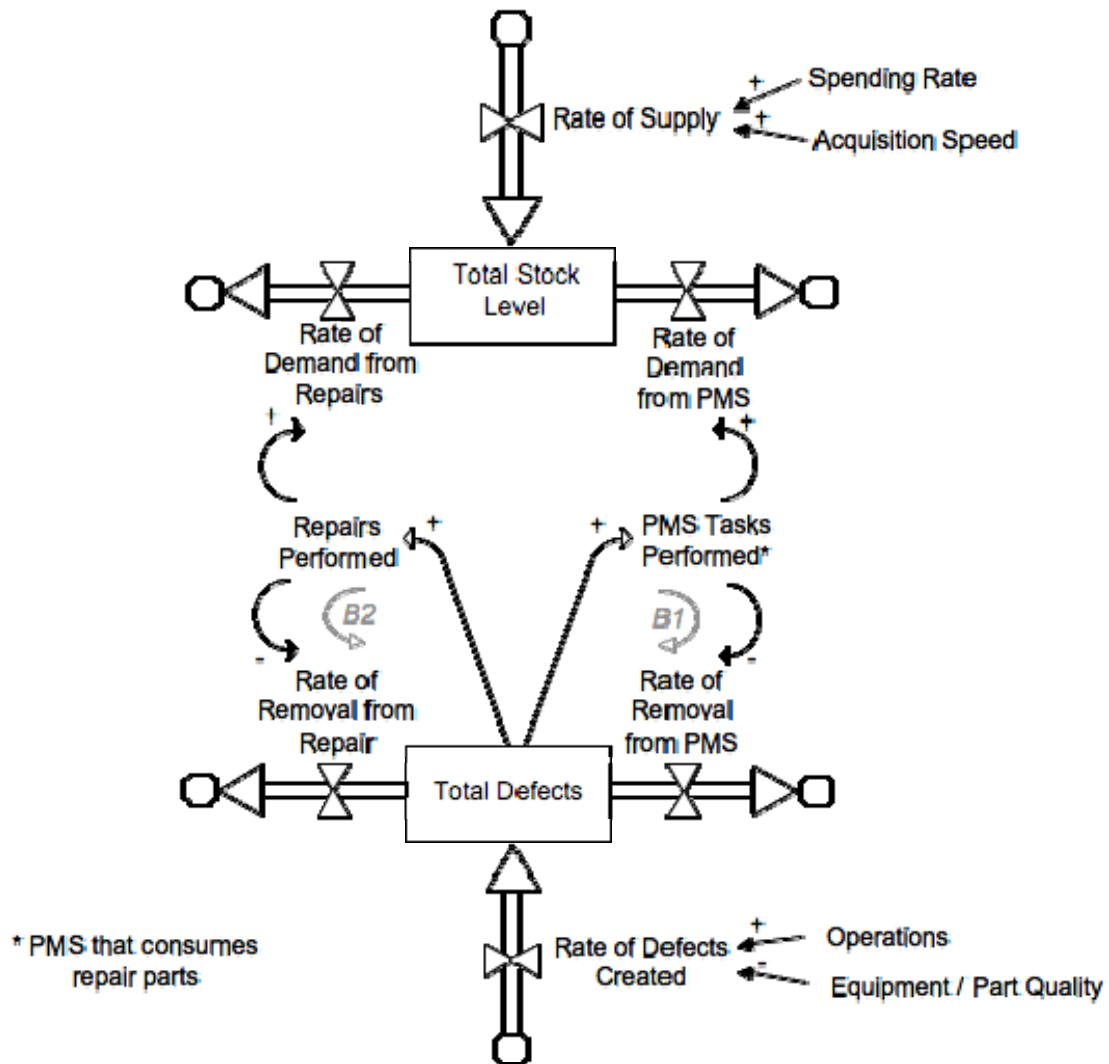 +
Spending Rate
Rate of Supply
+
Acquisition Speed
Total Stock
Level
Rate of
Demand from
Repairs
Rate of
Demand
from PMS
+
+
Repairs
Performed
+
+
PMS Tasks
Performed*
B2
B1
-
-
Rate of
Removal from
Repair
Rate of
Removal
from PMS
Total Defects
* PMS that consumes
repair parts
Rate of Defects
Created
+
Operations
-
Equipment / Part Quality